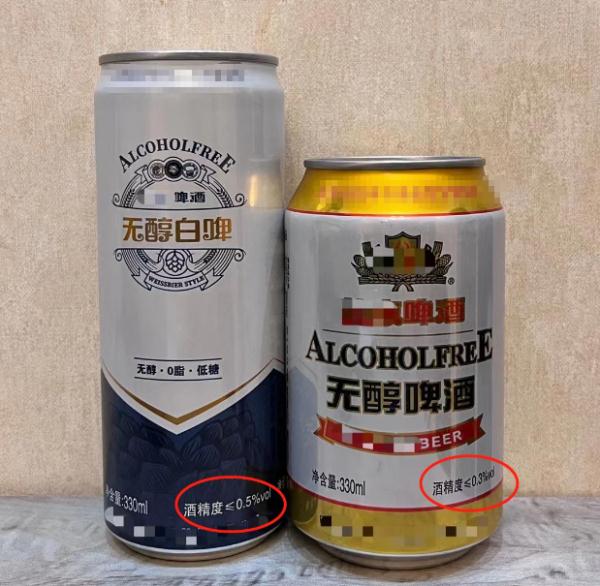 ALCOHOLFREE
啤酒
无醇白啤
WEISSBIER STYLE
无醇·0脂·低糖
净含量:330ml
酒精度≤0.5%vol
啤酒
ALCOHOLFREE
无醇啤酒
BEER
净含量:330ml
酒精度≤0.3%vol